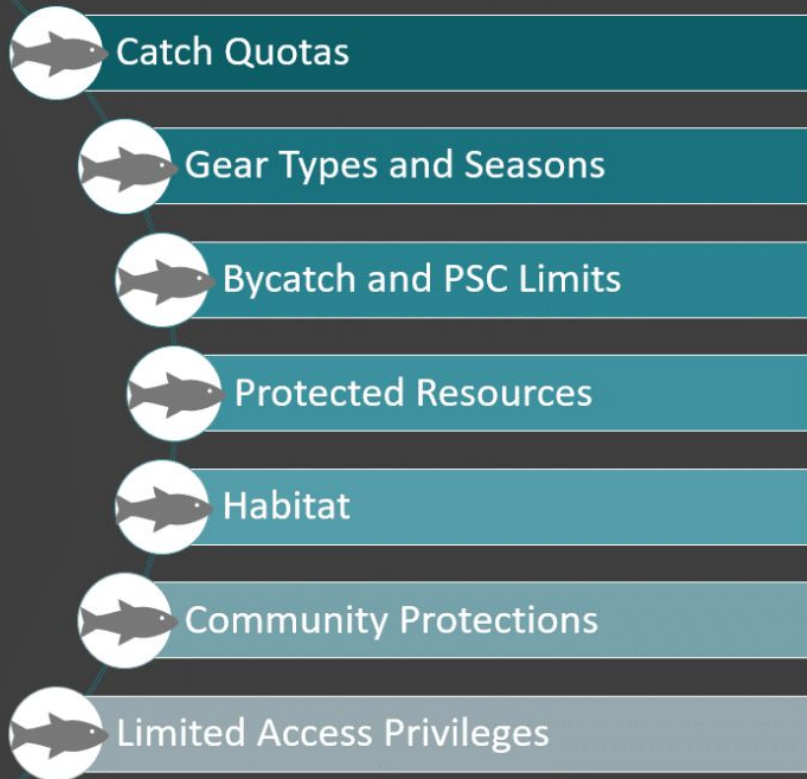 Catch Quotas
Gear Types and Seasons
Bycatch and PSC Limits
Protected Resources
Habitat
Community Protections
Limited Access Privileges